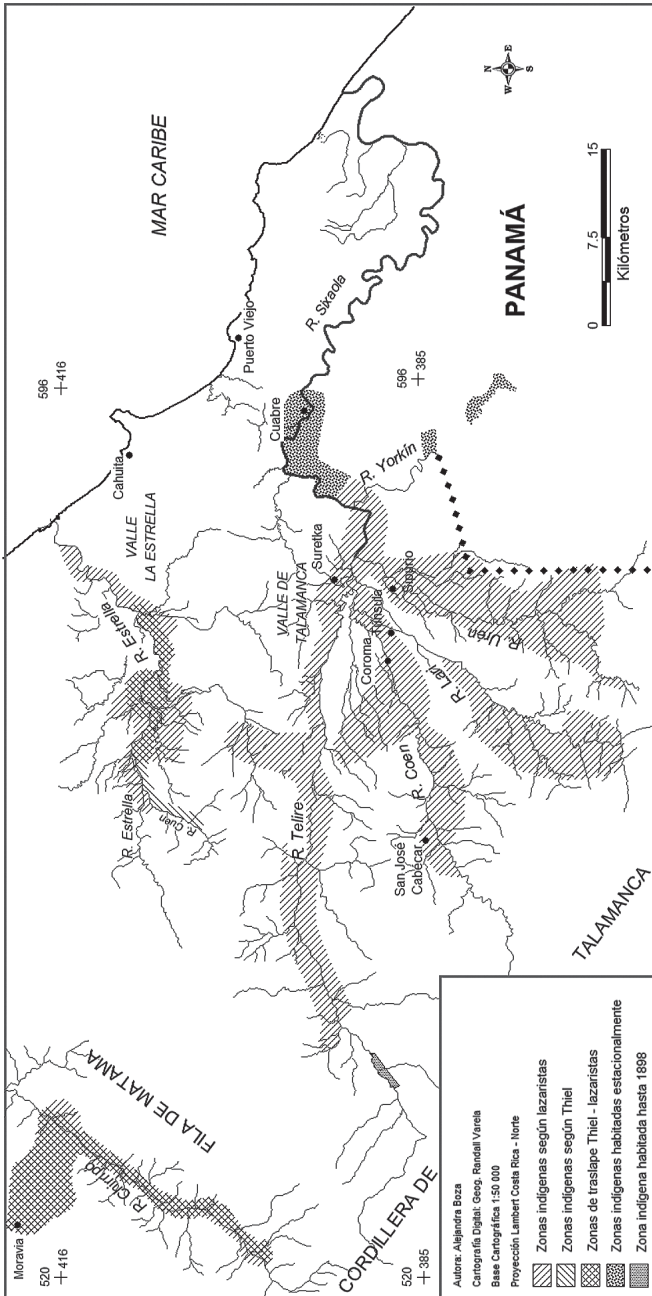 MAR CARIBE
N
W
E
S
596
416
Cahuita
Puerto Viejo
VALLE
LA ESTRELLA
R. Estrella
R. Estrella
R. Cuen
Moravia
520
416
R. Chirripó
FILA DE MATAMA
VALLE DE
TALAMANCA
Suretka
Cuabre
R. Sixaola
PANAMÁ
596
385
R. Yorkín
Sipurio
Túnsula
Coroma
R. Urén
R. Lari
R. Coen
R. Telire
San José
Cabécar
CORDILLERA DE
TALAMANCA
520
385
0
7.5
15
Kilómetros
Autora: Alejandra Boza
Cartografía Digital: Geog. Randall Varela
Base Cartográfica 1:50 000
Proyección Lambert Costa Rica - Norte
Zonas indígenas según lazaristas
Zonas indígenas según Thiel
Zonas de traslape Thiel - lazaristas
Zonas indígenas habitadas estacionalmente
Zona indígena habitada hasta 1898